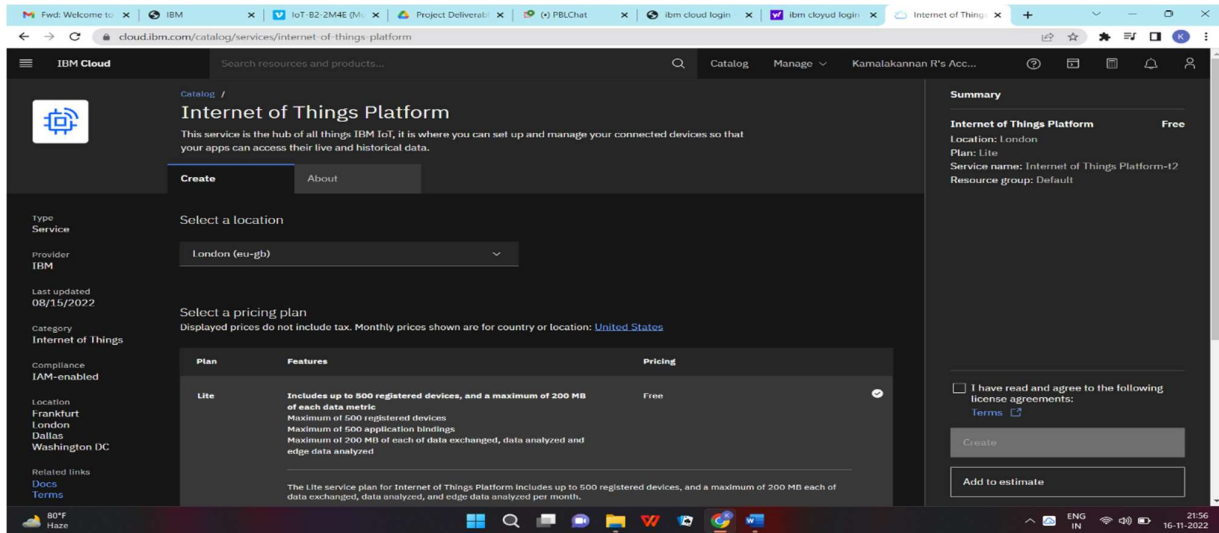 Fwd: Welcome to
IBM
IoT-B2-2M4E (Mo
Project Deliverab
(•) PBLChat
ibm cloud login
ibm cloyud login
Internet of Things
cloud.ibm.com/catalog/services/internet-of-things-platform
K
IBM Cloud
Search resources and products...
Catalog
Manage
Kamalakannan R's Acc...
Catalog /
Internet of Things Platform
This service is the hub of all things IBM IoT, it is where you can set up and manage your connected devices so that
your apps can access their live and historical data.
Create
About
Type
Service
Provider
IBM
Last updated
08/15/2022
Category
Internet of Things
Compliance
IAM-enabled
Location
Frankfurt
London
Dallas
Washington DC
Related links
Docs
Terms
Select a location
London (eu-gb)
Select a pricing plan
Displayed prices do not include tax. Monthly prices shown are for country or location: United States
Plan
Features
Pricing
Lite
Includes up to 500 registered devices, and a maximum of 200 MB
of each data metric
Maximum of 500 registered devices
Maximum of 500 application bindings
Maximum of 200 MB of each of data exchanged, data analyzed and
edge data analyzed
Free
The Lite service plan for Internet of Things Platform includes up to 500 registered devices, and a maximum of 200 MB each of
data exchanged, data analyzed, and edge data analyzed per month.
Summary
Internet of Things Platform Free
Location: London
Plan: Lite
Service name: Internet of Things Platform-t2
Resource group: Default
I have read and agree to the following
license agreements:
Terms
Create
Add to estimate
80°F
Haze
ENG
IN
21:56
16-11-2022